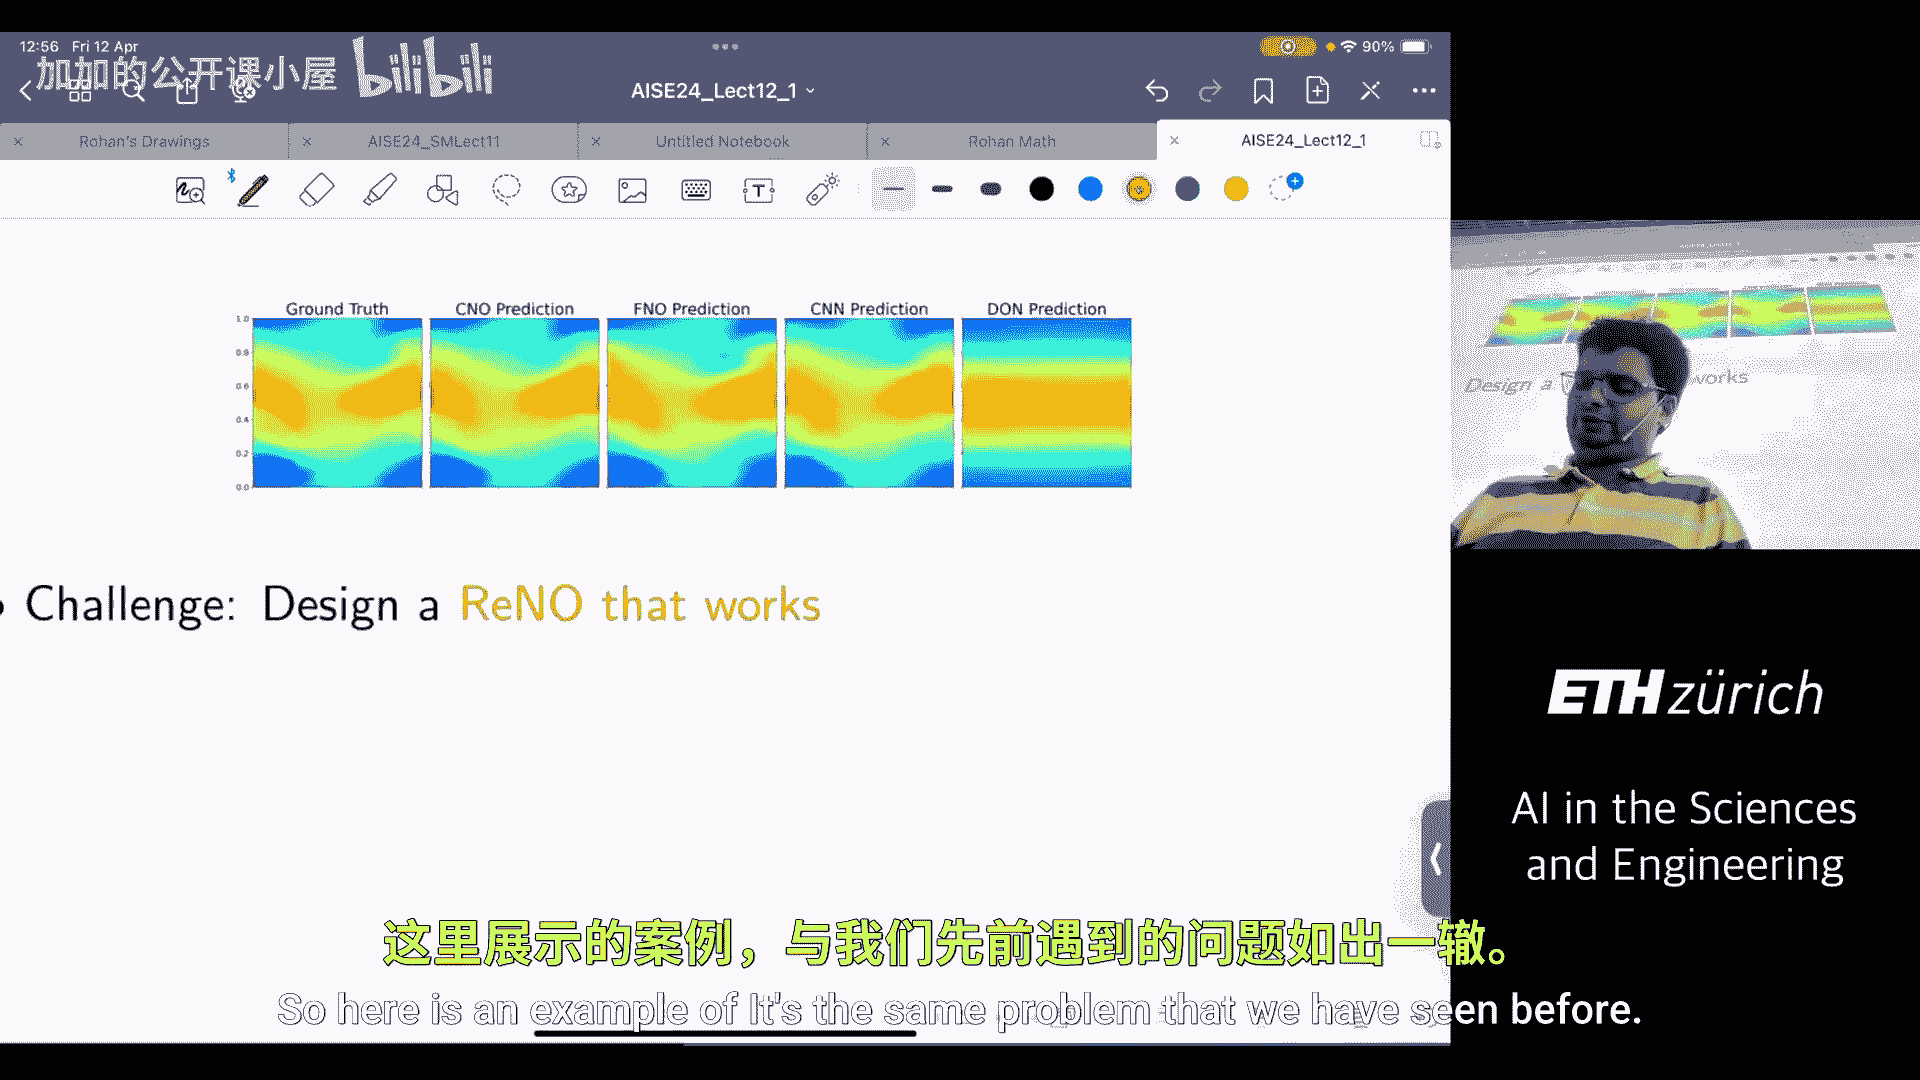 12:56 Fri 12 Apr
90%
加加的公开课小屋 bilibili
AISE24_Lect12_1
Rohan's Drawings
AISE24_SMLect11
Untitled Notebook
Rohan Math
AISE24_Lect12_1
Ground Truth
CNO Prediction
FNO Prediction
CNN Prediction
DON Prediction
1.0
0.8
0.6
0.4
0.2
0.0
Design a
works
• Challenge: Design a ReNO that works
ETH zürich
AI in the Sciences
and Engineering
这里展示的案例，与我们先前遇到的问题如出一辙。
So here is an example of It's the same problem that we have seen before.